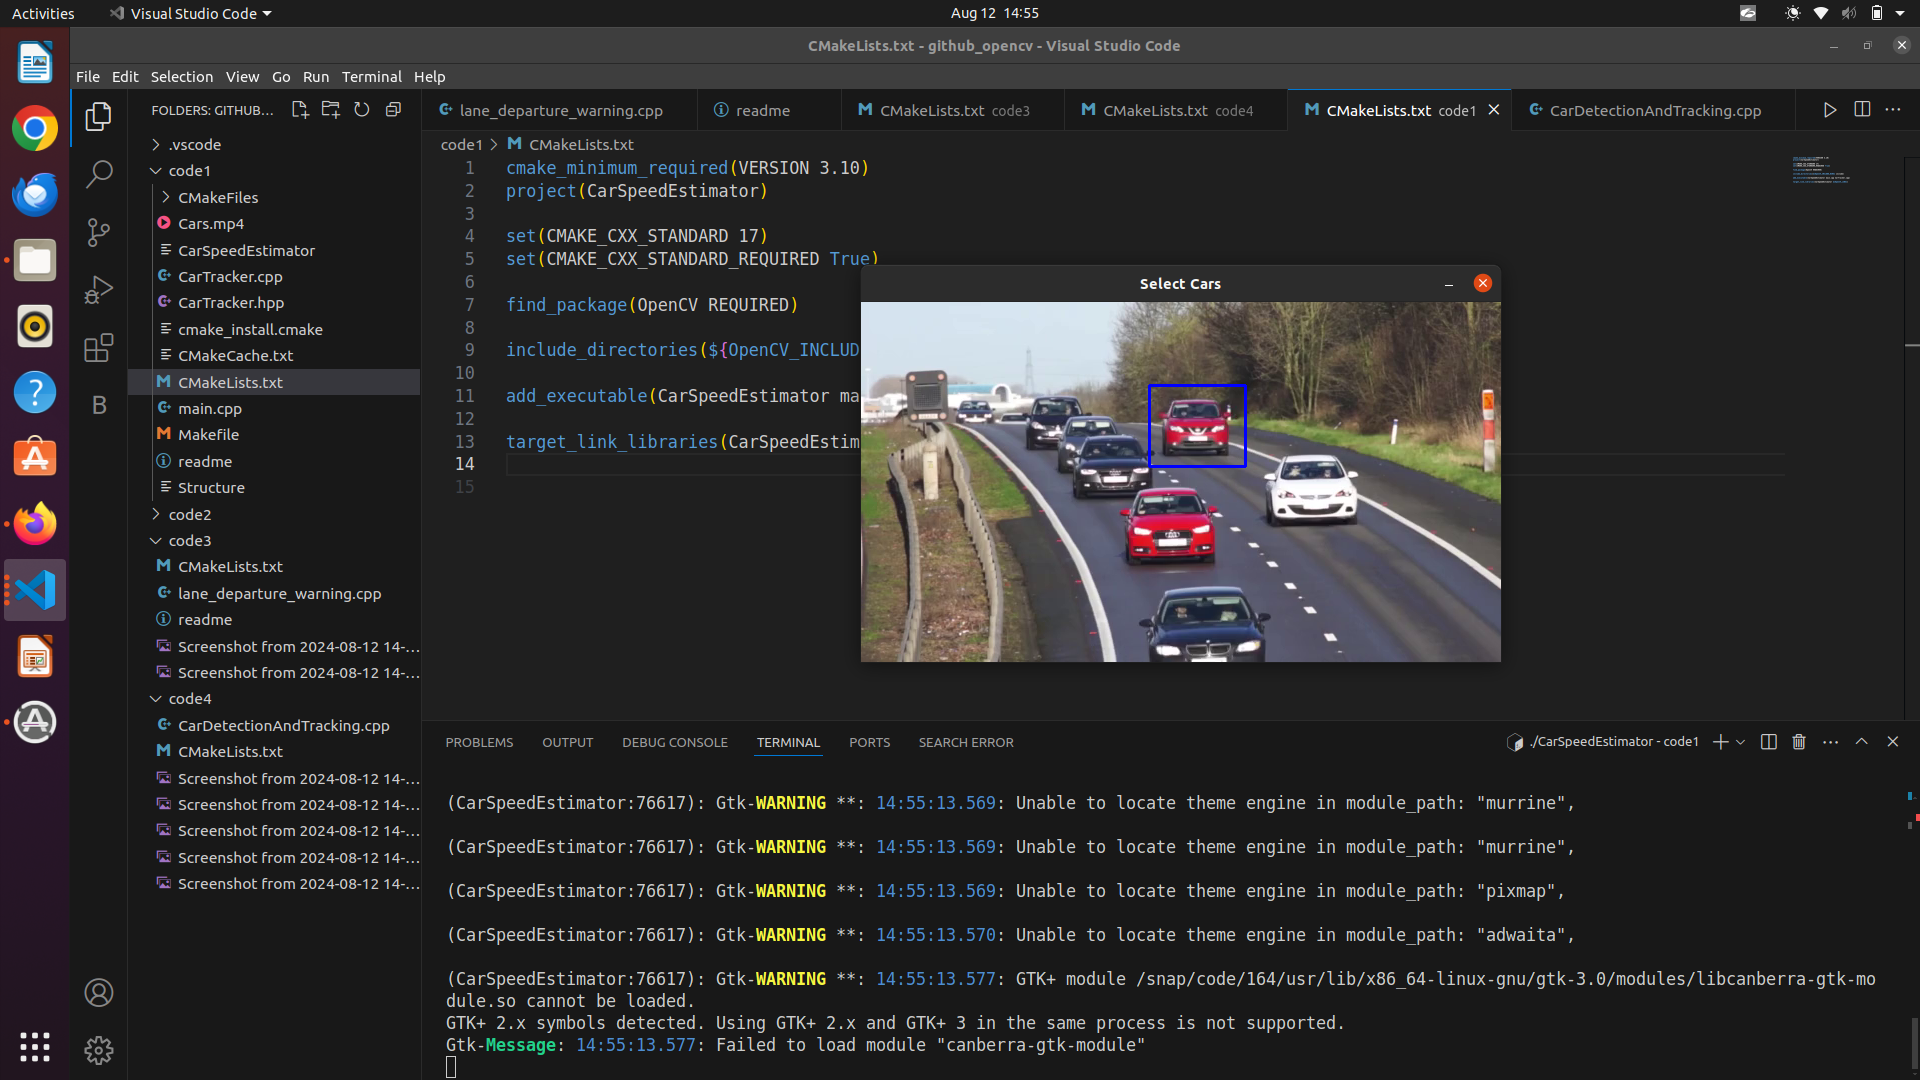 Activities
Visual Studio Code
Aug 12 14:55
CMakeLists.txt - github_opencv - Visual Studio Code
File Edit Selection View Go Run Terminal Help
FOLDERS: GITHUB...
.vscode
code1
CMakeFiles
Cars.mp4
CarSpeedEstimator
CarTracker.cpp
CarTracker.hpp
cmake_install.cmake
CMakeCache.txt
CMakeLists.txt
main.cpp
Makefile
readme
Structure
code2
code3
CMakeLists.txt
lane_departure_warning.cpp
readme
Screenshot from 2024-08-12 14-...
Screenshot from 2024-08-12 14-...
code4
CarDetectionAndTracking.cpp
CMakeLists.txt
Screenshot from 2024-08-12 14-...
Screenshot from 2024-08-12 14-...
Screenshot from 2024-08-12 14-...
Screenshot from 2024-08-12 14-...
Screenshot from 2024-08-12 14-...
lane_departure_warning.cpp
readme
CMakeLists.txt code3
CMakeLists.txt code4
CMakeLists.txt code1
CarDetectionAndTracking.cpp
code1 > CMakeLists.txt
1 cmake_minimum_required(VERSION 3.10)
2 project(CarSpeedEstimator)
3
4 set(CMAKE_CXX_STANDARD 17)
5 set(CMAKE_CXX_STANDARD_REQUIRED True)
6
7 find_package(OpenCV REQUIRED)
8
9 include_directories(${OpenCV_INCLUD
10
11 add_executable(CarSpeedEstimator ma
12
13 target_link_libraries(CarSpeedEstim
14
15
Select Cars
PROBLEMS OUTPUT DEBUG CONSOLE TERMINAL PORTS SEARCH ERROR
./CarSpeedEstimator - code1
(CarSpeedEstimator:76617): Gtk-WARNING **: 14:55:13.569: Unable to locate theme engine in module_path: "murrine",
(CarSpeedEstimator:76617): Gtk-WARNING **: 14:55:13.569: Unable to locate theme engine in module_path: "murrine",
(CarSpeedEstimator:76617): Gtk-WARNING **: 14:55:13.569: Unable to locate theme engine in module_path: "pixmap",
(CarSpeedEstimator:76617): Gtk-WARNING **: 14:55:13.570: Unable to locate theme engine in module_path: "adwaita",
(CarSpeedEstimator:76617): Gtk-WARNING **: 14:55:13.577: GTK+ module /snap/code/164/usr/lib/x86_64-linux-gnu/gtk-3.0/modules/libcanberra-gtk-mo
dule.so cannot be loaded.
GTK+ 2.x symbols detected. Using GTK+ 2.x and GTK+ 3 in the same process is not supported.
Gtk-Message: 14:55:13.577: Failed to load module "canberra-gtk-module"